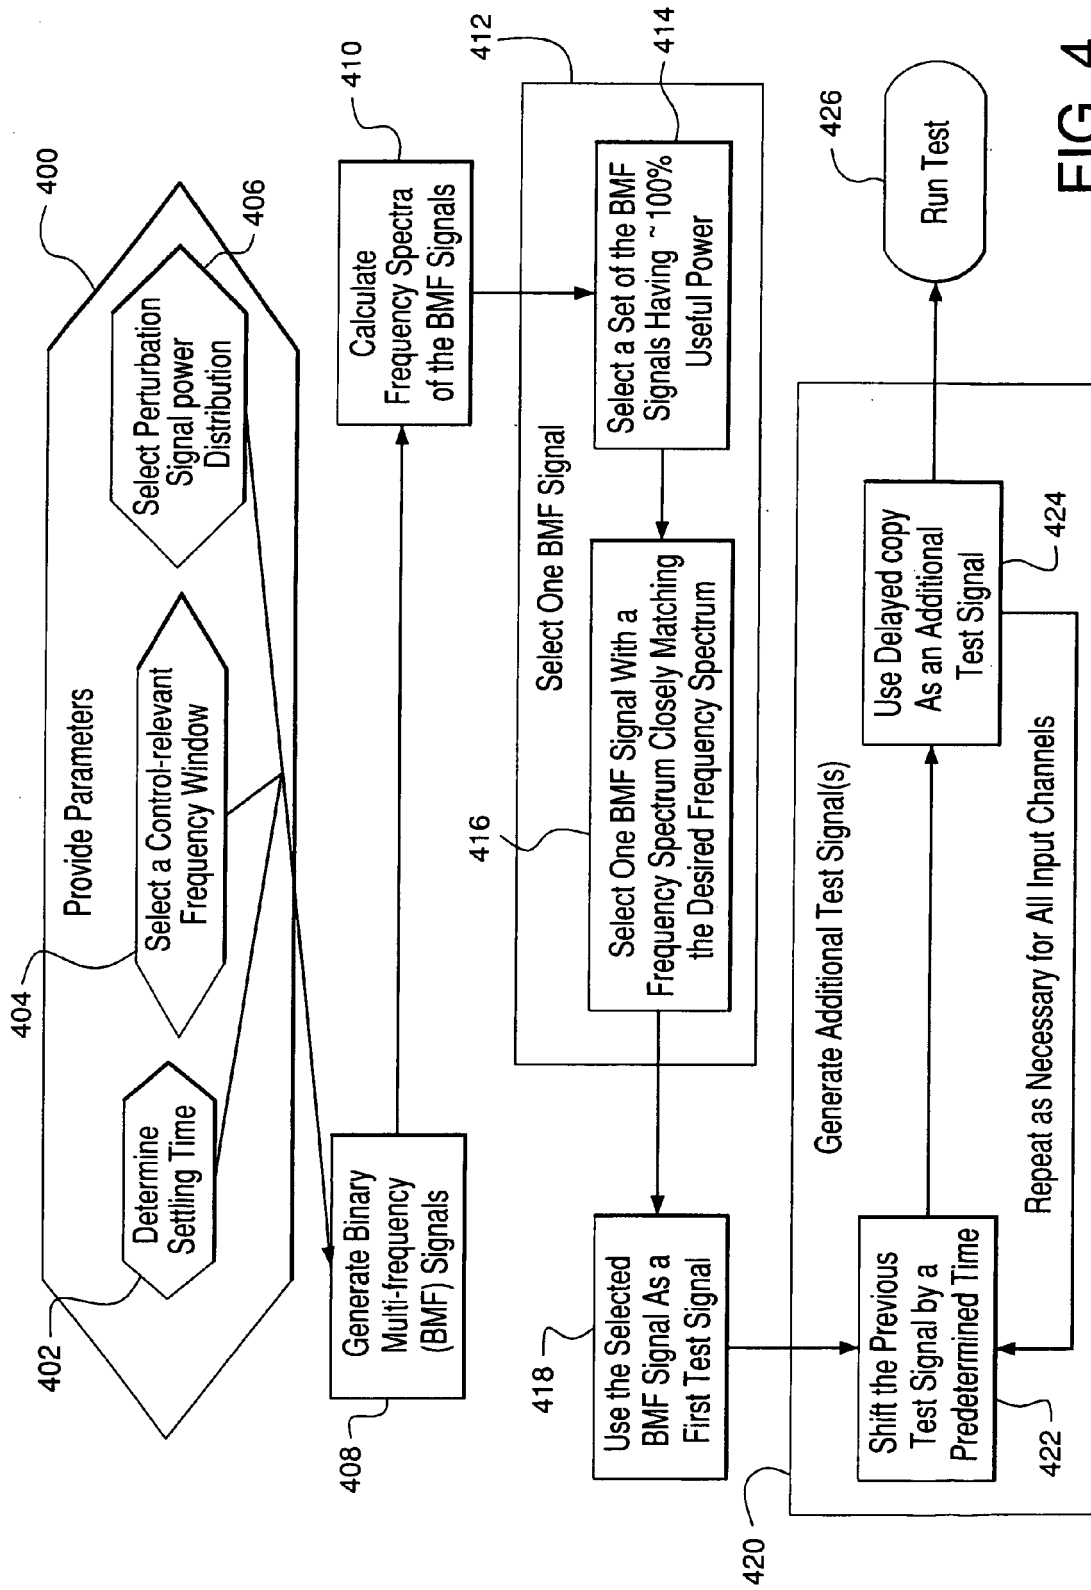 400
Provide Parameters
402
Determine
Settling Time
404
Select a Control-relevant
Frequency Window
406
Select Perturbation
Signal power
Distribution
408
Generate Binary
Multi-frequency
(BMF) Signals
410
Calculate
Frequency Spectra
of the BMF Signals
412
Select One BMF Signal
414
Select a Set of the BMF
Signals Having ~100%
Useful Power
416
Select One BMF Signal With a
Frequency Spectrum Closely Matching
the Desired Frequency Spectrum
418
Use the Selected
BMF Signal As a
First Test Signal
420
Generate Additional Test Signal(s)
422
Shift the Previous
Test Signal by a
Predetermined Time
424
Use Delayed copy
As an Additional
Test Signal
Repeat as Necessary for All Input Channels
426
Run Test
FIG. 4